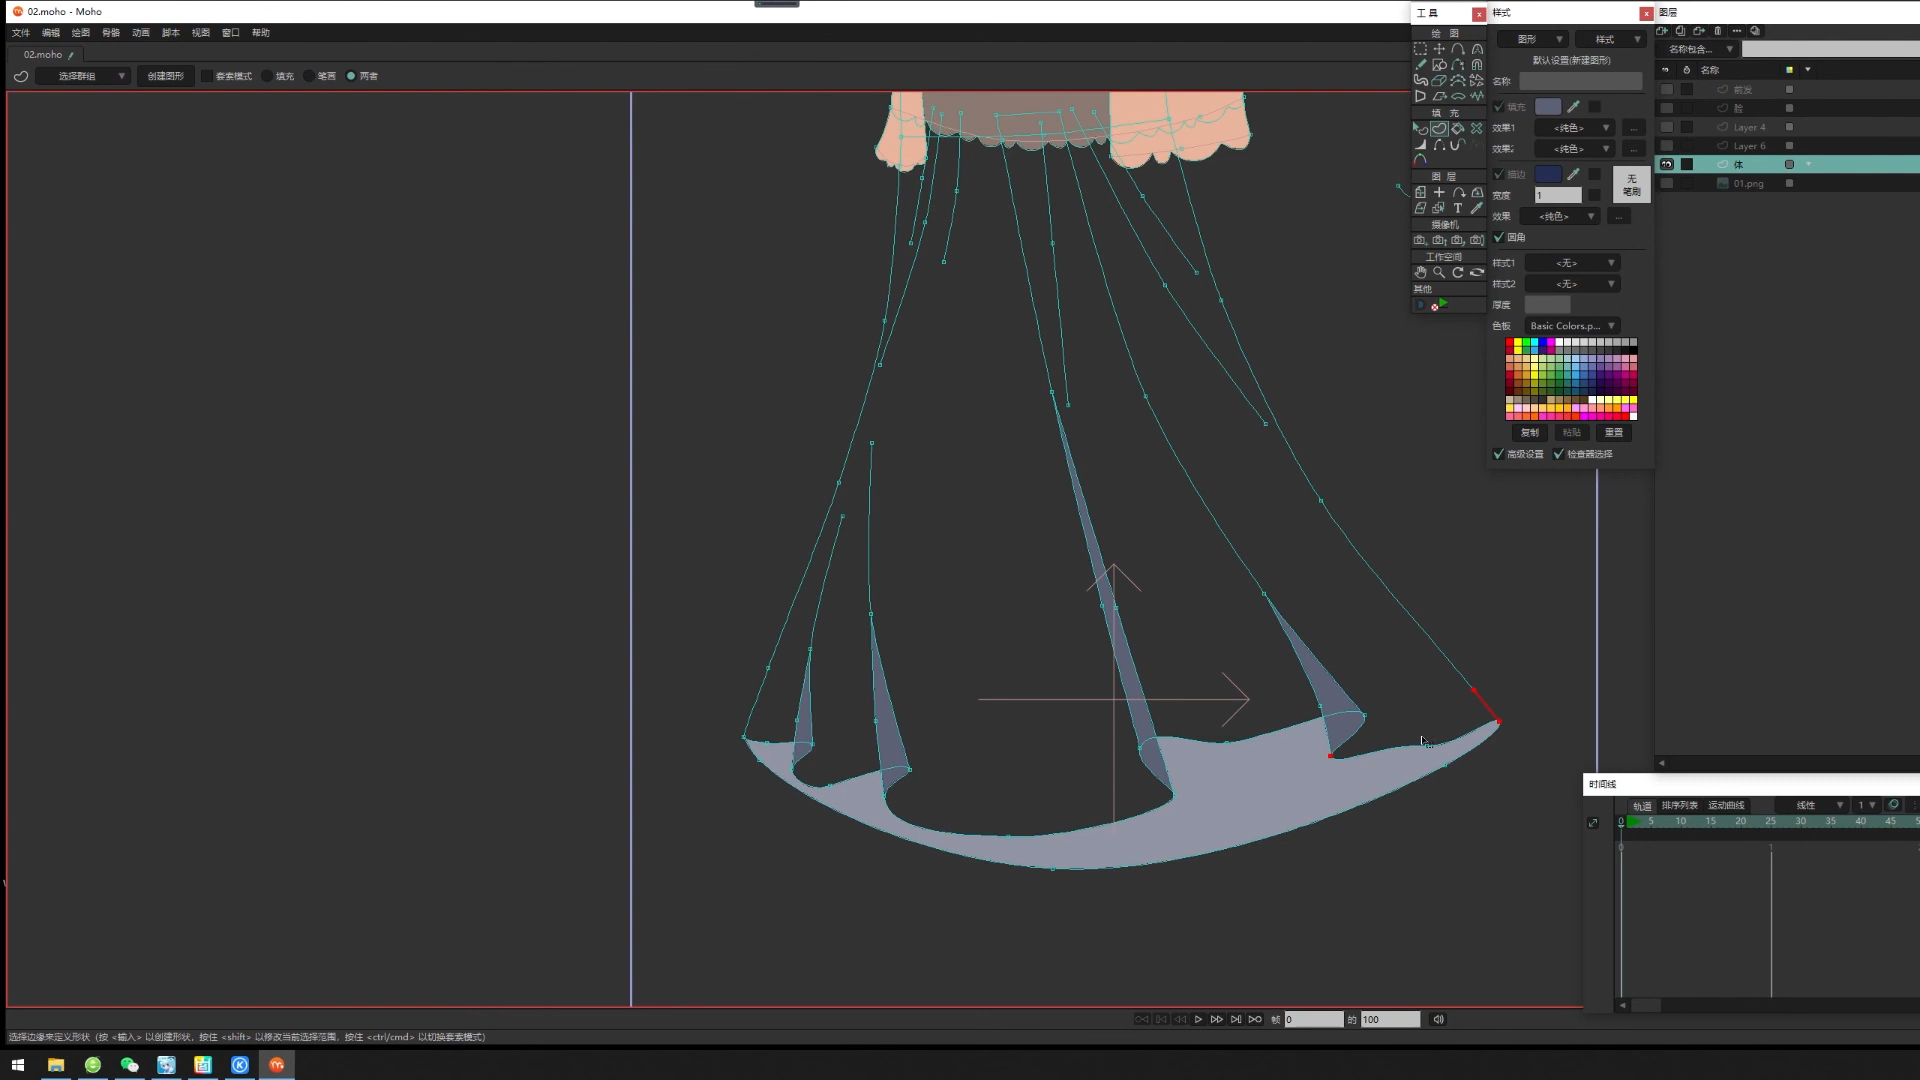 02.moho - Moho
文件 编辑 绘图 骨骼 动画 脚本 视图 窗口 帮助
02.moho
选择群组 创建图形 套索模式 填充 笔画 两者
工具
绘 图
填 充
图 层
摄像机
工作空间
其他
样式
图形 样式
默认设置(新建图形)
名称
填充
效果1 <纯色> ...
效果2 <纯色> ...
描边
无
笔刷
宽度 1
效果 <纯色> ...
圆角
样式1 <无>
样式2 <无>
厚度
色板 Basic Colors.p...
复制 粘贴 重置
高级设置 检查器选择
图层
名称包含...
名称
前发
脸
Layer 4
Layer 6
体
01.png
时间线
轨道 排序列表 运动曲线 线性 1
0 5 10 15 20 25 30 35 40 45
0 1
帧 0 的 100
选择边缘来定义形状（按 <输入> 以创建形状，按住 <shift> 以修改当前选择范围，按住 <ctrl/cmd> 以切换套索模式）